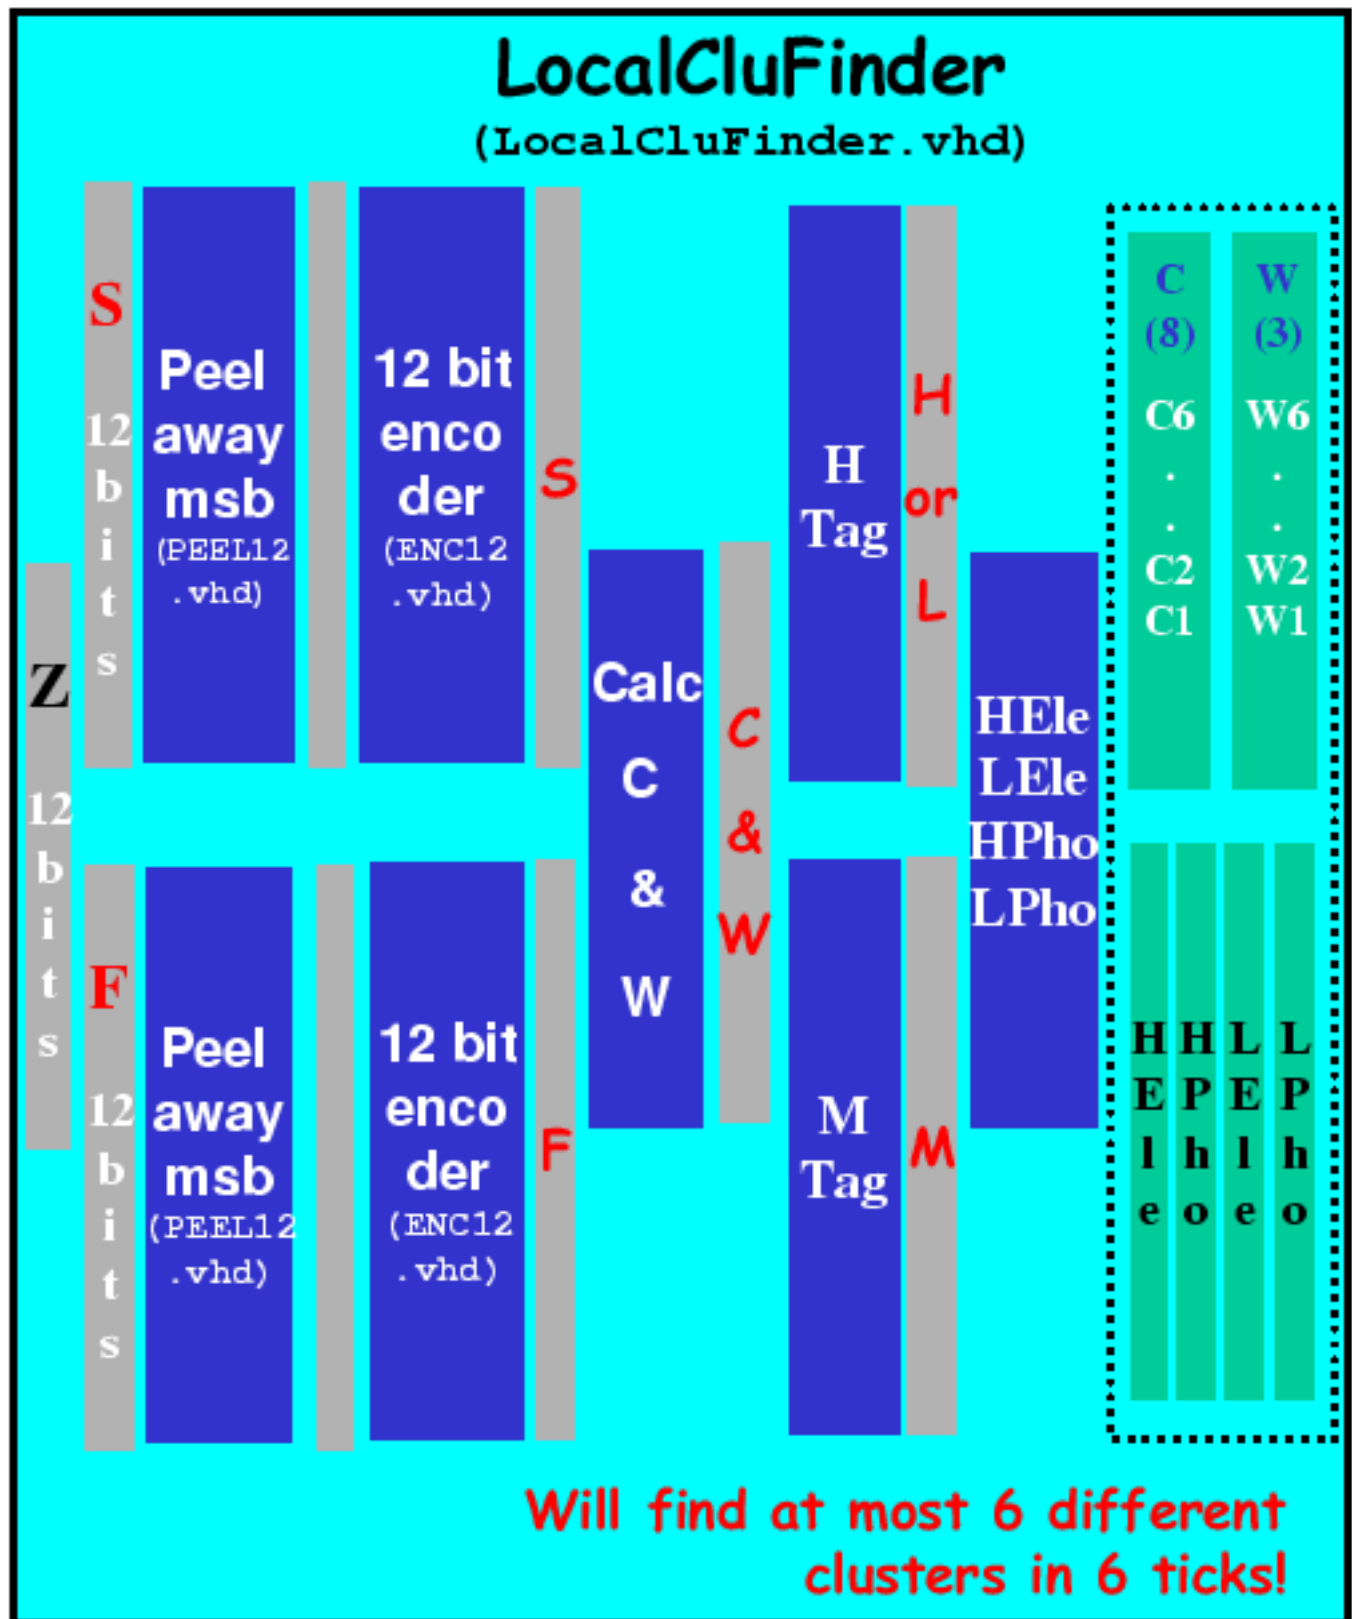 LocalCluFinder
(LocalCluFinder.vhd)
Z
12
b
i
t
s
S
12
b
i
t
s
Peel
away
msb
(PEEL12
.vhd)
12 bit
enco
der
(ENC12
.vhd)
S
F
12
b
i
t
s
Peel
away
msb
(PEEL12
.vhd)
12 bit
enco
der
(ENC12
.vhd)
F
Calc
C
&
W
C
&
W
H
Tag
H
or
L
M
Tag
M
HEle
LEle
HPho
LPho
C
(8)
C6
.
.
C2
C1
W
(3)
W6
.
.
W2
W1
H
E
l
e
H
P
h
o
L
E
l
e
L
P
h
o
Will find at most 6 different
clusters in 6 ticks!